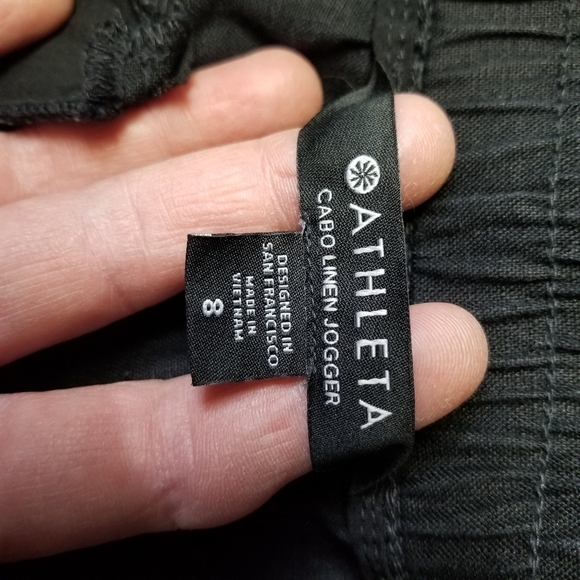 ATHLETA
CABO LINEN JOGGER
DESIGNED IN
SAN FRANCISCO
MADE IN
VIETNAM
8